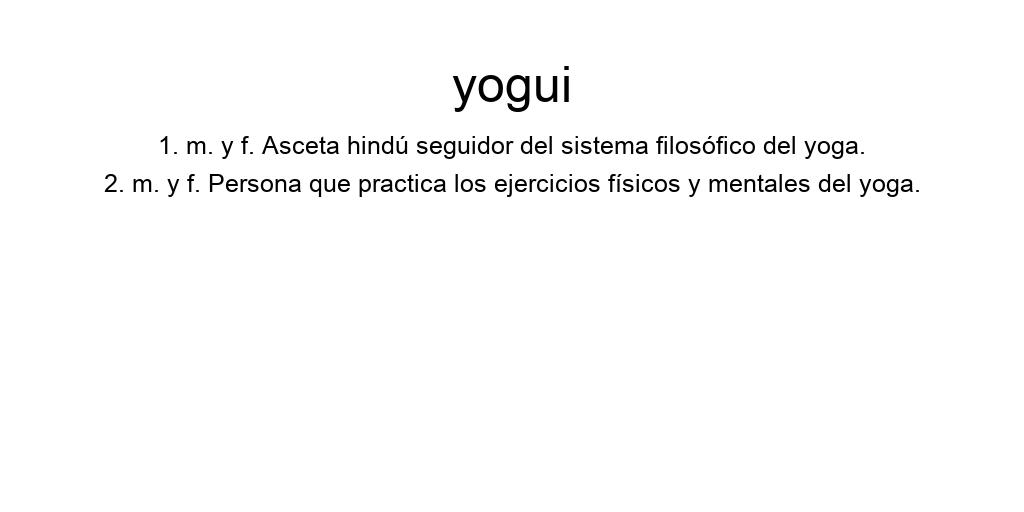 yogui
1. m. y f. Asceta hindú seguidor del sistema filosófico del yoga.
2. m. y f. Persona que practica los ejercicios físicos y mentales del yoga.